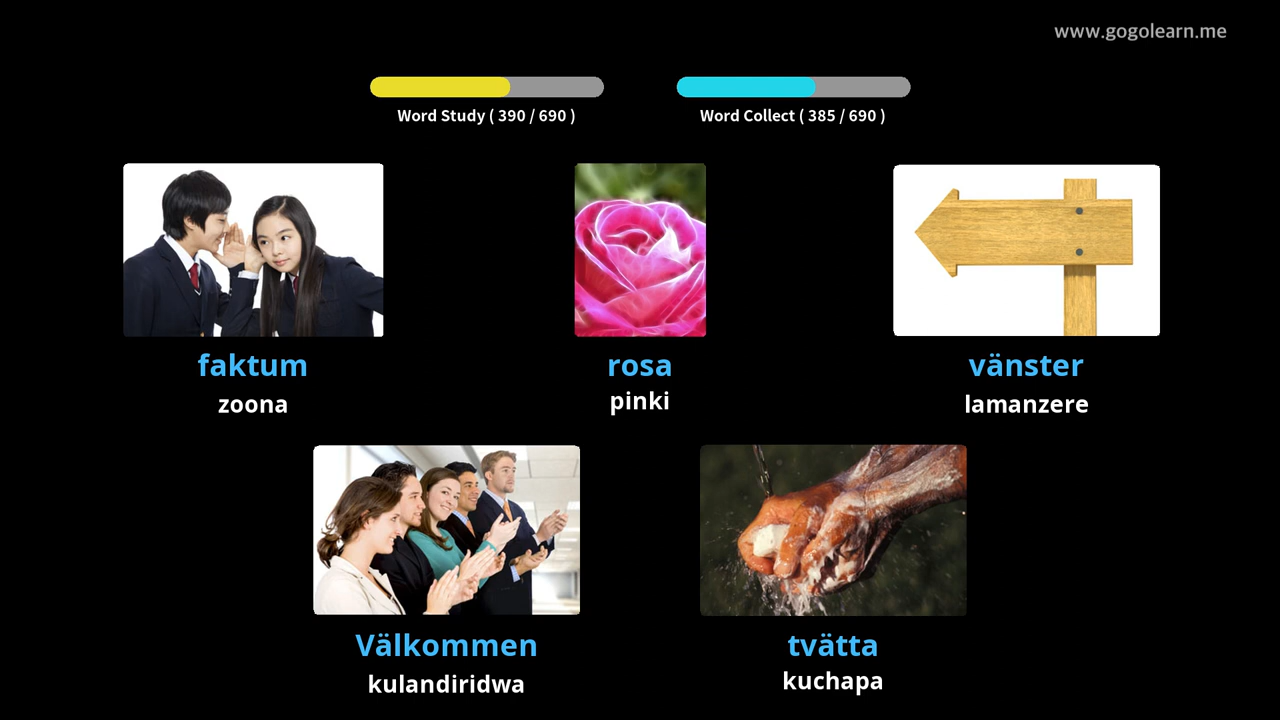 www.gogolearn.me
Word Study ( 390 / 690 )
Word Collect ( 385 / 690 )
faktum
zoona
rosa
pinki
vänster
lamanzere
Välkommen
kulandiridwa
tvätta
kuchapa